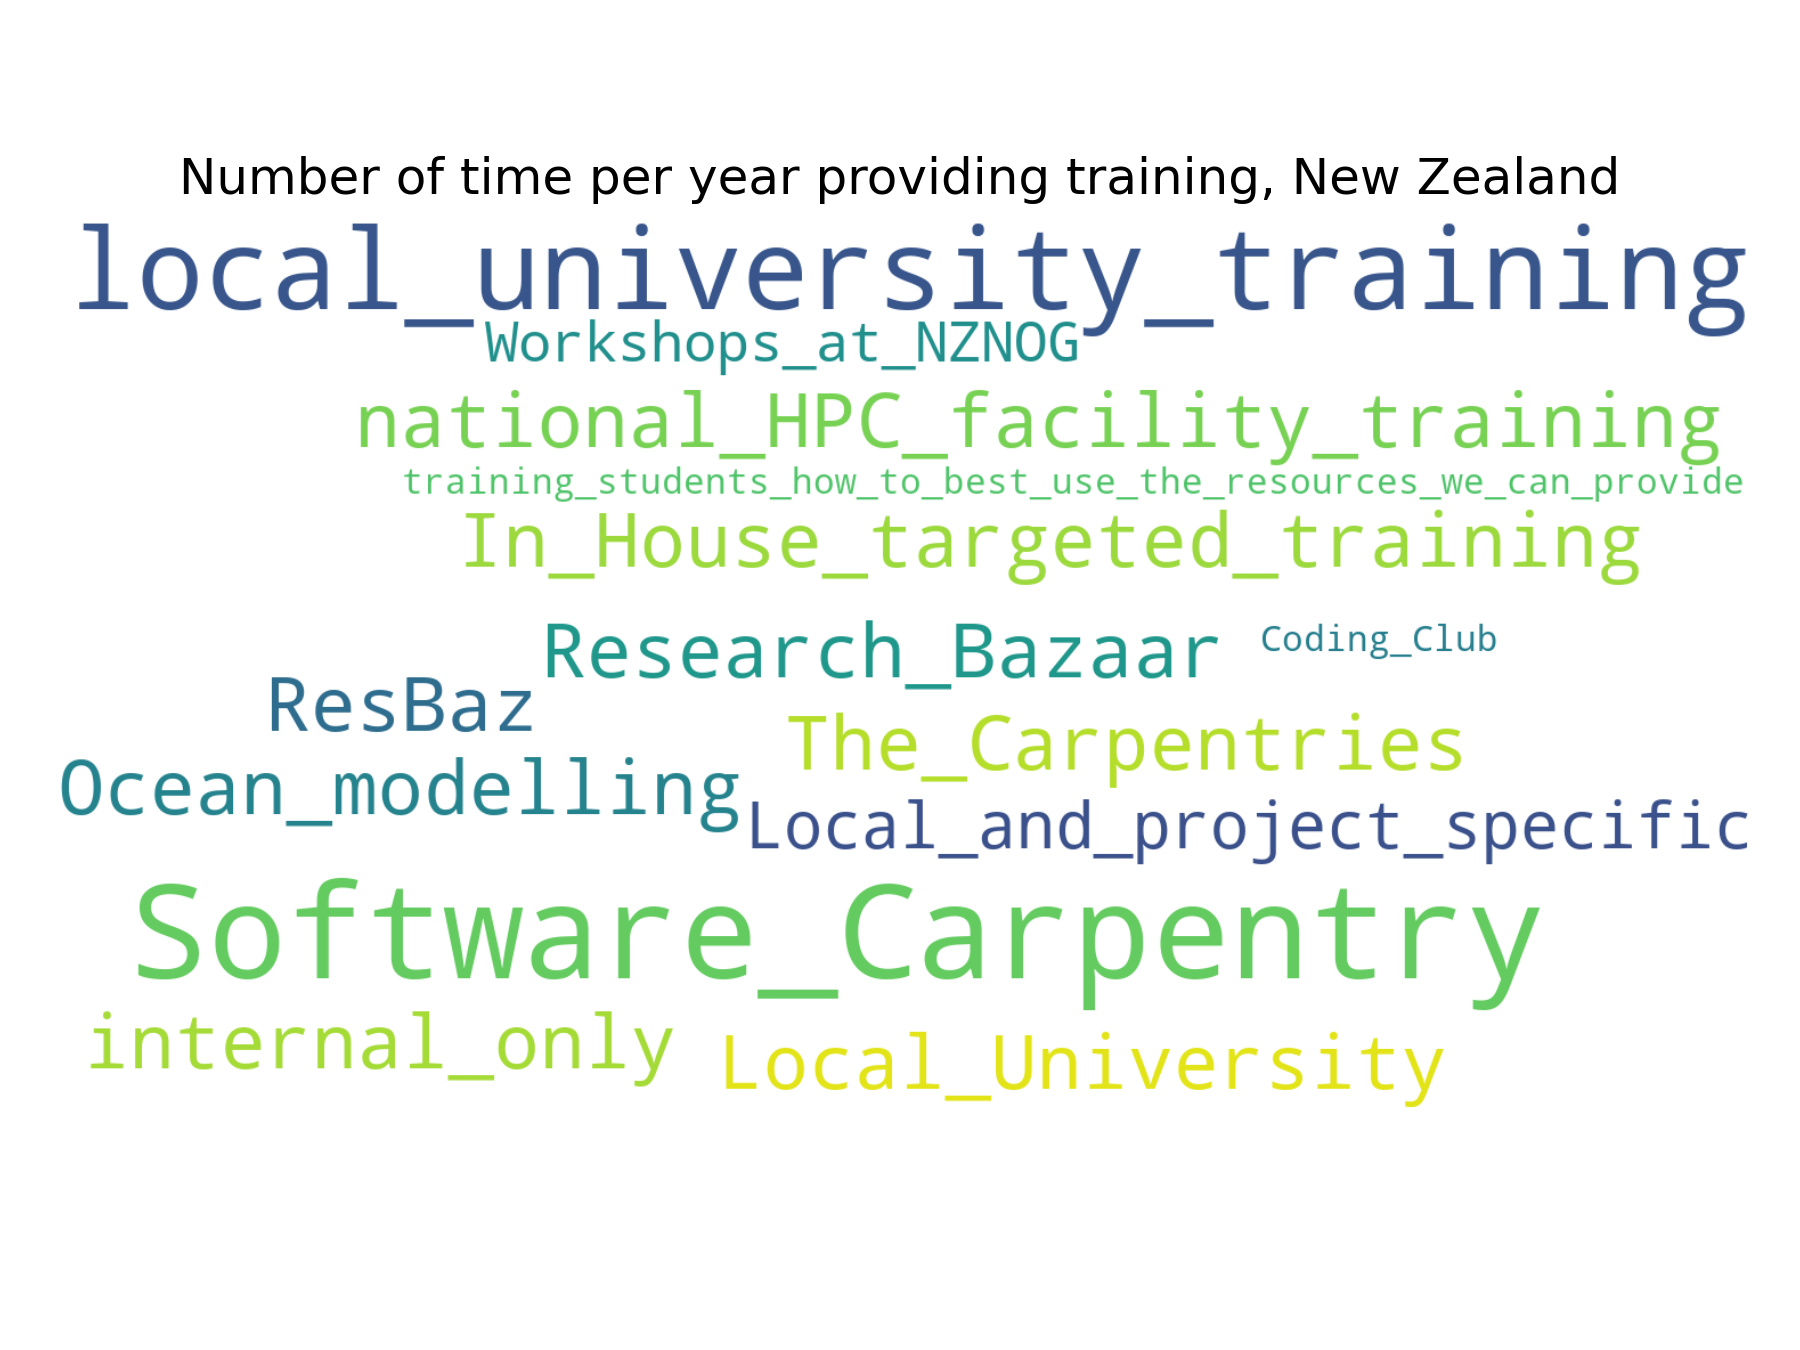 Number of time per year providing training, New Zealand
local_university_training
Workshops_at_NZNOG
national_HPC_facility_training
training_students_how_to_best_use_the_resources_we_can_provide
In_House_targeted_training
Research_Bazaar
Coding_Club
ResBaz
The_Carpentries
Ocean_modelling
Local_and_project_specific
Software_Carpentry
internal_only
Local_University